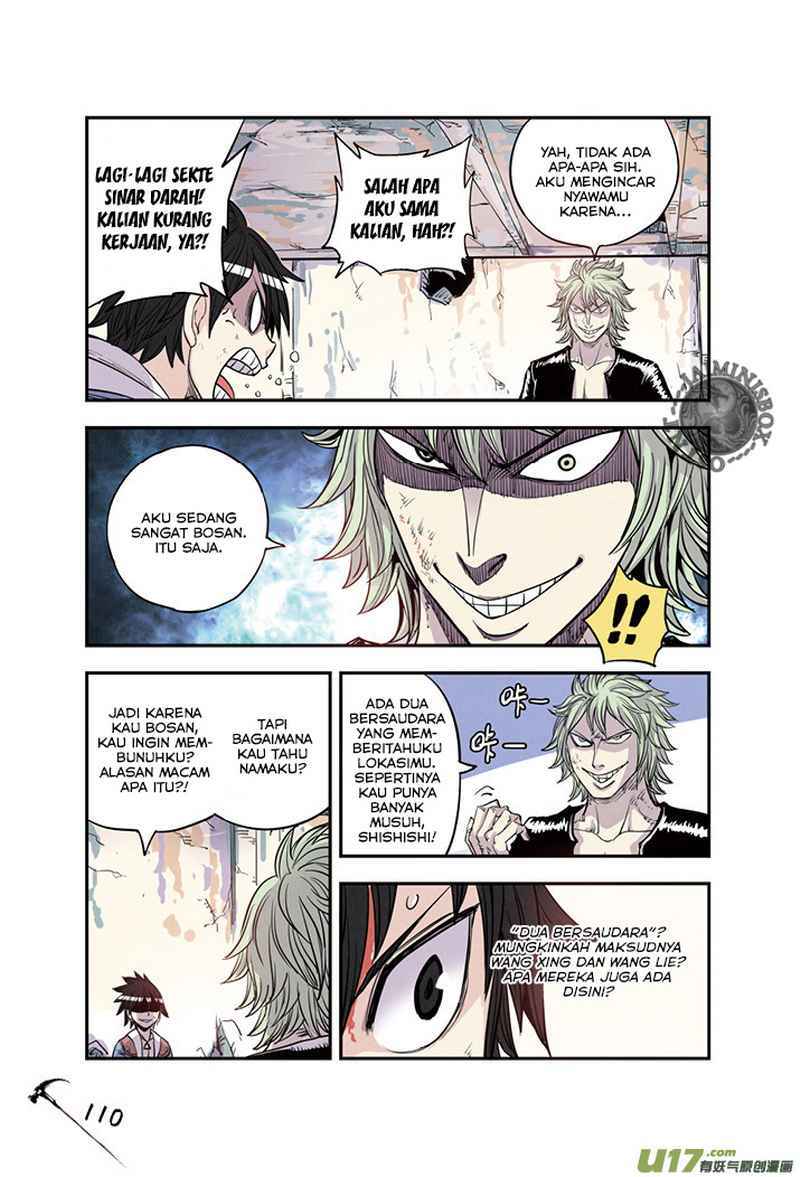 LAGI-LAGI SEKTE
SINAR DARAH!
KALIAN KURANG
KERJAAN, YA?!
SALAH APA
AKU SAMA
KALIAN, HAH?!
YAH, TIDAK ADA
APA-APA SIH.
AKU MENGINCAR
NYAWAMU
KARENA...
MINISBOX
AKU SEDANG
SANGAT BOSAN.
ITU SAJA.
!!
JADI KARENA
KAU BOSAN,
KAU INGIN MEM-
BUNUHKU?
ALASAN MACAM
APA ITU?!
TAPI
BAGAIMANA
KAU TAHU
NAMAKU?
ADA DUA
BERSAUDARA
YANG MEM-
BERITAHUKU
LOKASIMU.
SEPERTINYA
KAU PUNYA
BANYAK
MUSUH,
SHISHISHI!
咔—
咔—
"DUA BERSAUDARA"?
MUNGKINKAH MAKSUDNYA
WANG XING DAN WANG LIE?
APA MEREKA JUGA ADA
DISINI?
110
U17.com
有妖气原创漫画